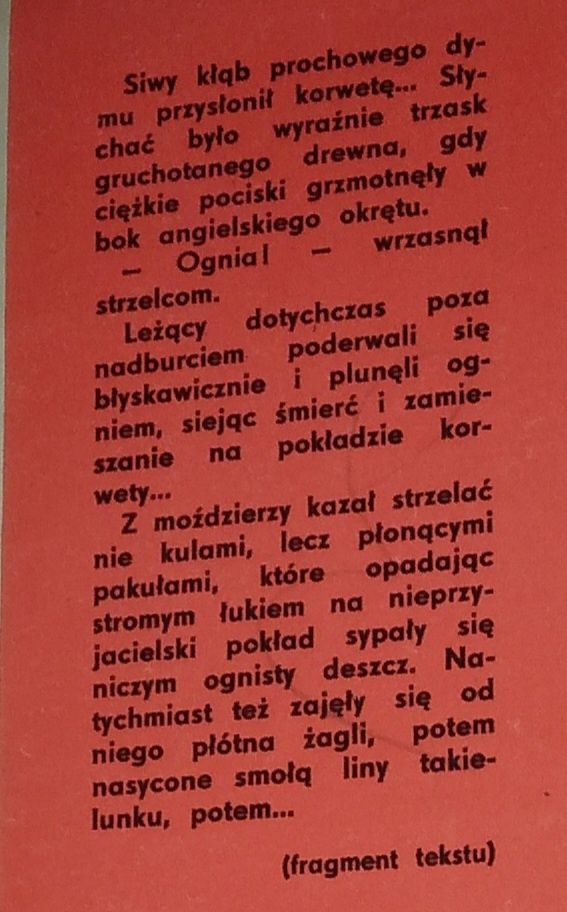 Siwy kłąb prochowego dy-
mu przysłonił korwetę... Sły-
chać było wyraźnie trzask
gruchotanego drewna, gdy
ciężkie pociski grzmotnęły w
bok angielskiego okrętu.
— Ognia! — wrzasnął
strzelcom.
Leżący dotychczas poza
nadburciem poderwali się
błyskawicznie i plunęli og-
niem, siejąc śmierć i zamie-
szanie na pokładzie kor-
wety...
Z moździerzy kazał strzelać
nie kulami, lecz płonącymi
pakułami, które opadając
stromym łukiem na nieprzy-
jacielski pokład sypały się
niczym ognisty deszcz. Na-
tychmiast też zajęły się od
niego płótna żagli, potem
nasycone smołą liny takie-
lunku, potem...
(fragment tekstu)